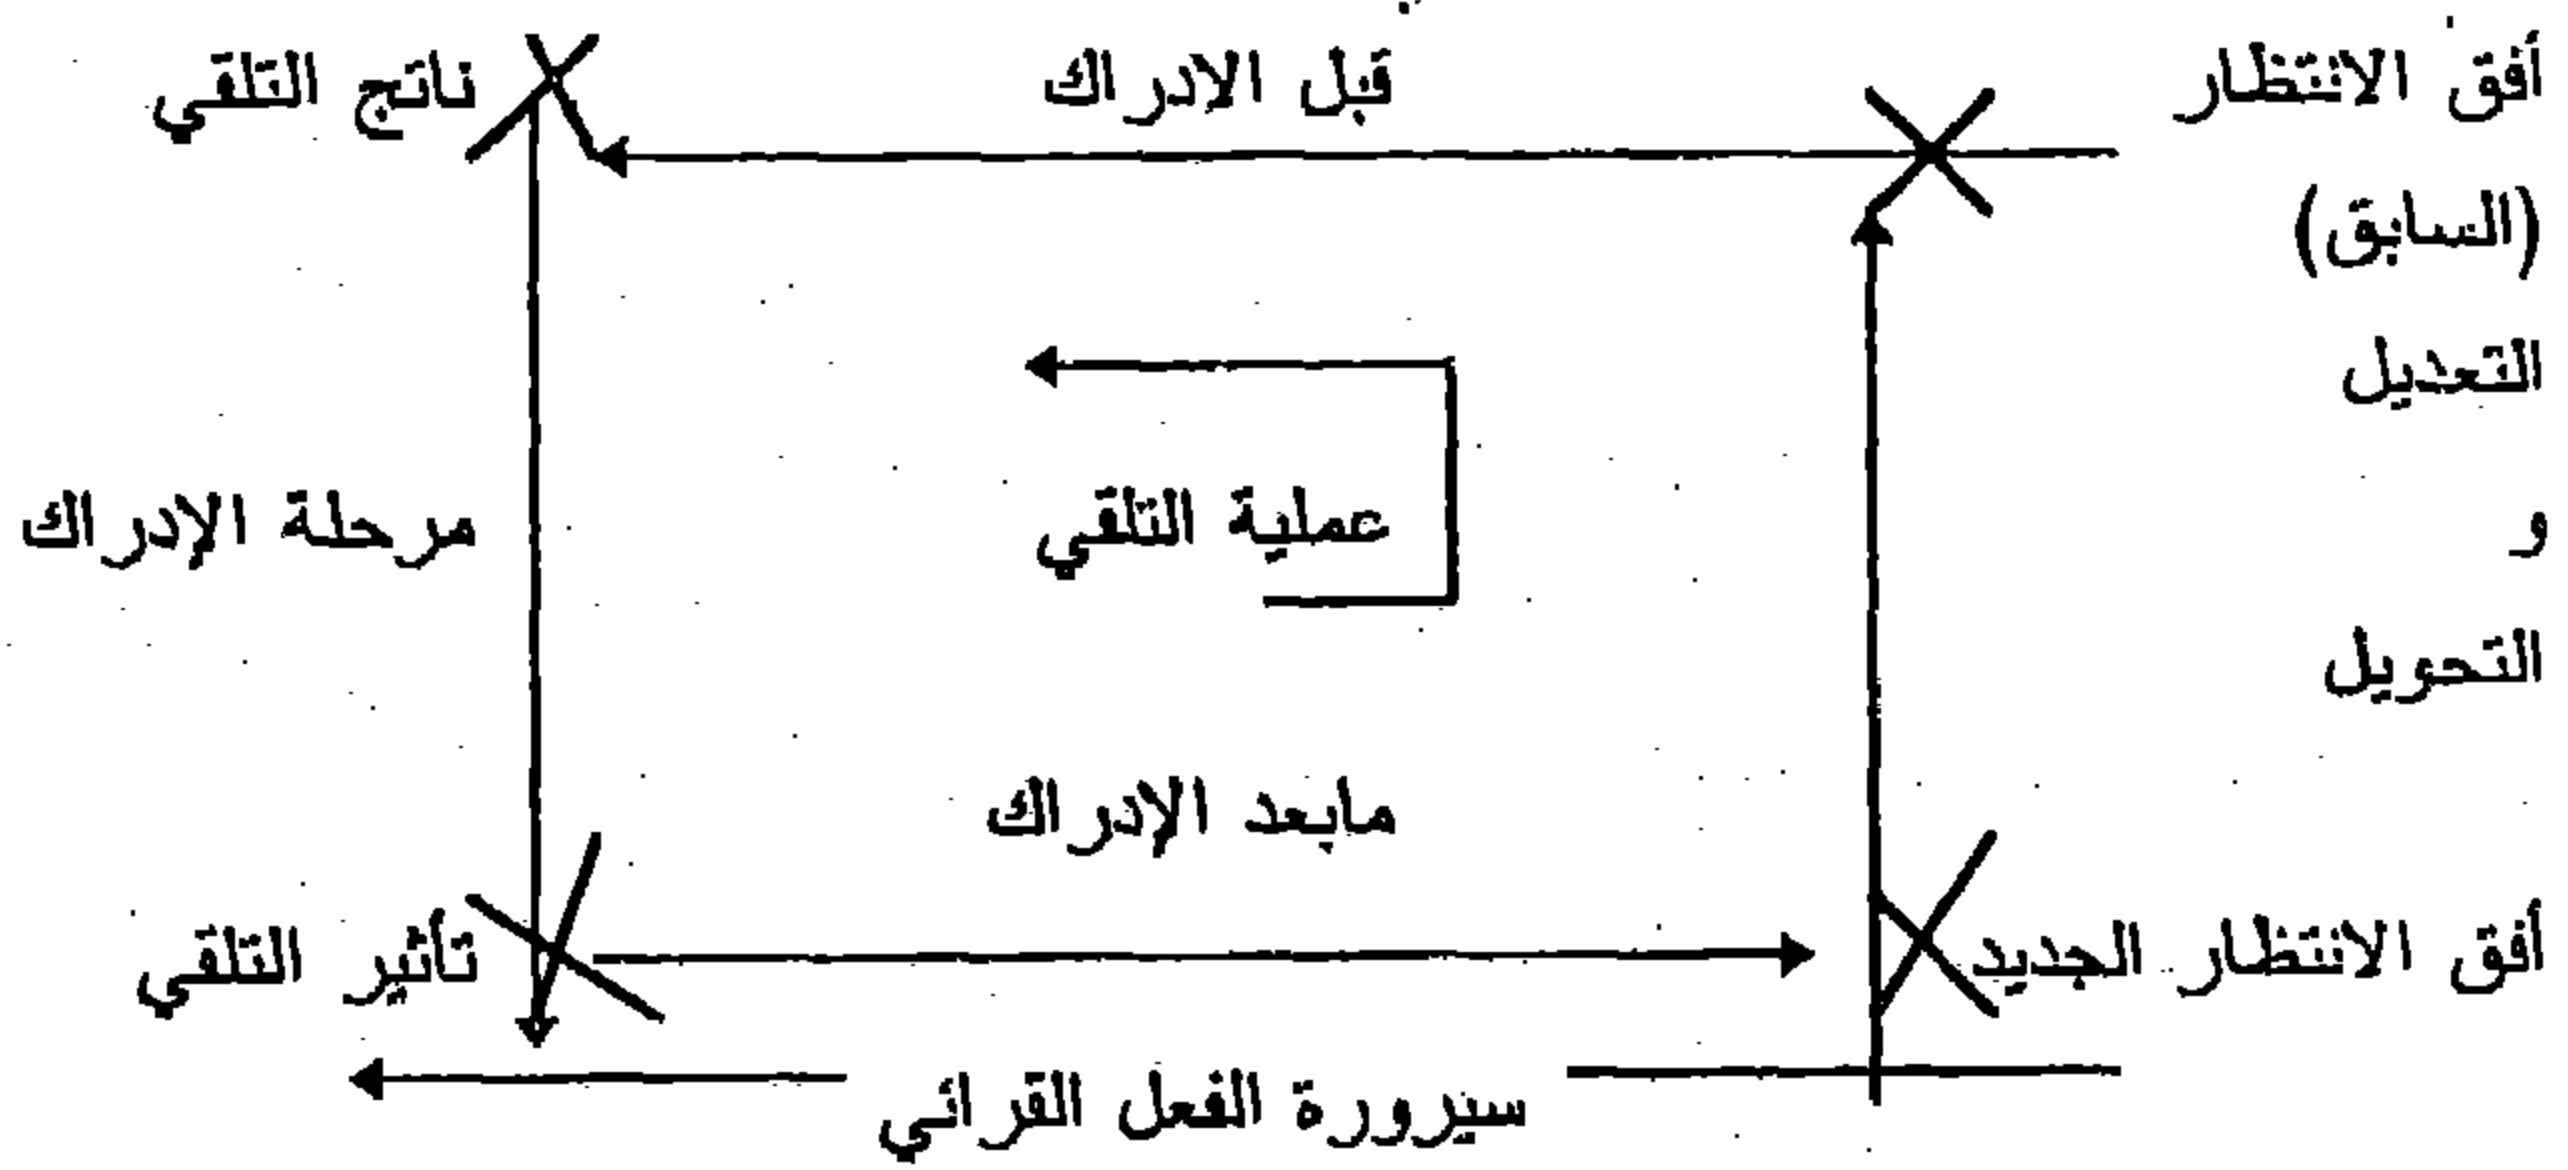 أفق الانتظار
قبل الادراك
ناتج التلقي
(السابق)
التعديل
و
عملية التلقي
مرحلة الإدراك
التحويل
مابعد الإدراك
أفق الانتظار الجديد
تأثير التلقي
سيرورة الفعل القرائي